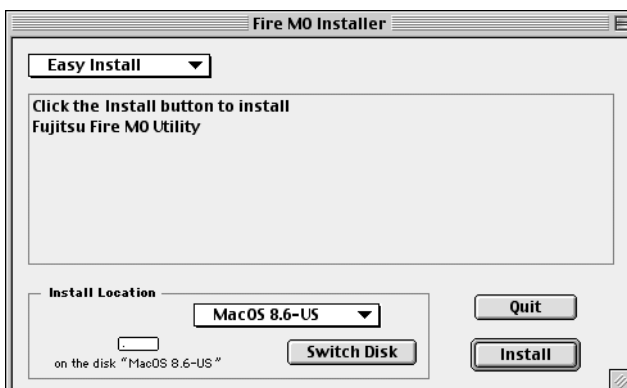 Fire MO Installer
Easy Install
Click the Install button to install
Fujitsu Fire MO Utility
Install Location
MacOS 8.6-US
Quit
on the disk “MacOS 8.6-US”
Switch Disk
Install